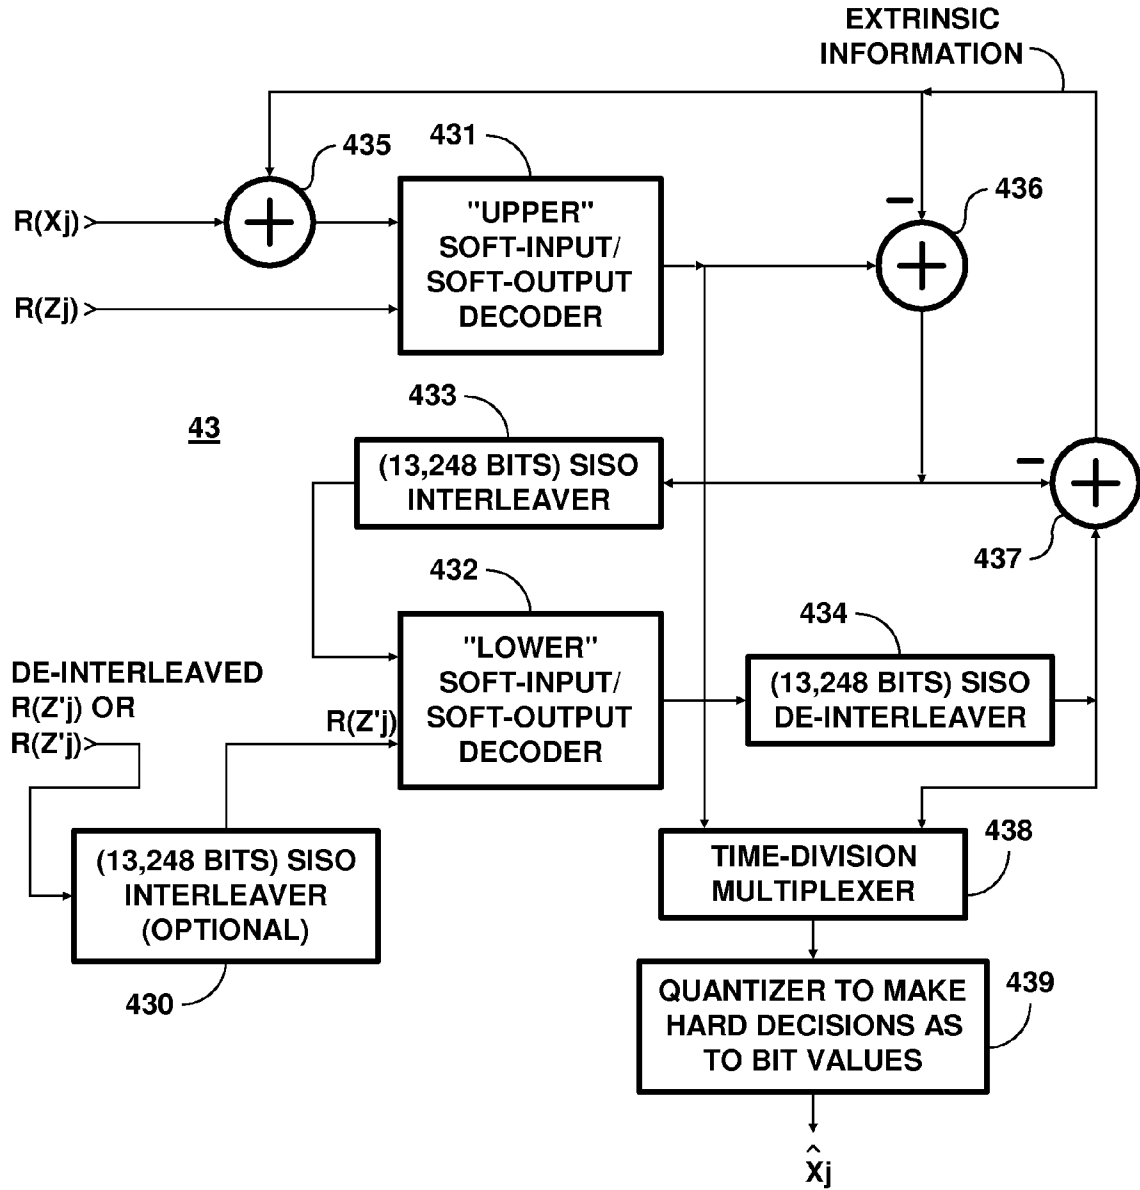 EXTRINSIC
INFORMATION
435
431
436
R(Xj)
"UPPER"
SOFT-INPUT/
SOFT-OUTPUT
DECODER
R(Zj)
433
43
(13,248 BITS) SISO
INTERLEAVER
437
432
434
"LOWER"
SOFT-INPUT/
SOFT-OUTPUT
DECODER
(13,248 BITS) SISO
DE-INTERLEAVER
DE-INTERLEAVED
R(Z'j) OR
R(Z'j)
R(Z'j)
438
TIME-DIVISION
MULTIPLEXER
(13,248 BITS) SISO
INTERLEAVER
(OPTIONAL)
430
439
QUANTIZER TO MAKE
HARD DECISIONS AS
TO BIT VALUES
X̂j